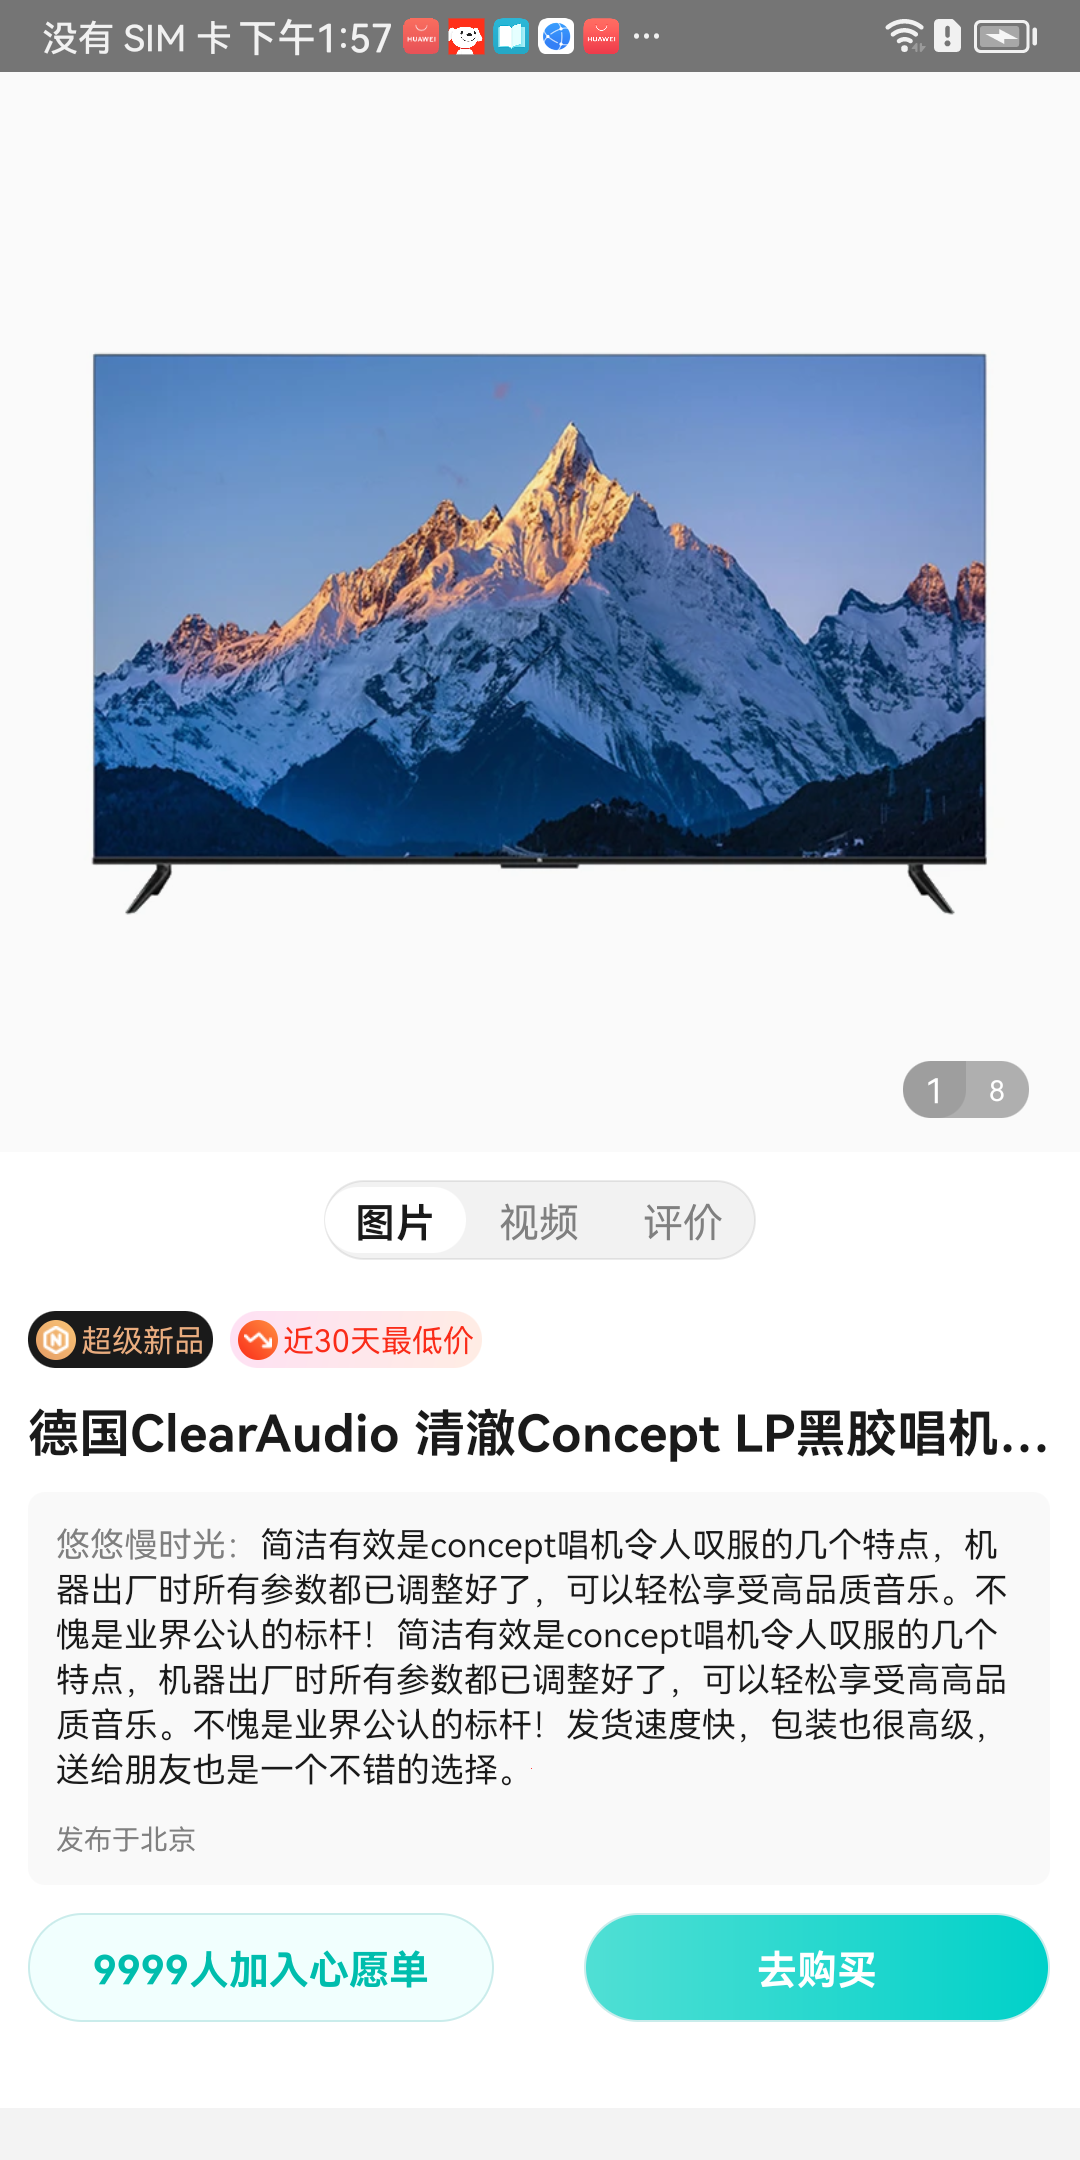 没有 SIM 卡 下午1:57
HUAWEI HUAWEI
1 8
图片 视频 评价
超级新品 近30天最低价
德国ClearAudio 清澈Concept LP黑胶唱机...
悠悠慢时光：简洁有效是concept唱机令人叹服的几个特点，机
器出厂时所有参数都已调整好了，可以轻松享受高品质音乐。不
愧是业界公认的标杆！简洁有效是concept唱机令人叹服的几个
特点，机器出厂时所有参数都已调整好了，可以轻松享受高高品
质音乐。不愧是业界公认的标杆！发货速度快，包装也很高级，
送给朋友也是一个不错的选择。
发布于北京
9999人加入心愿单 去购买